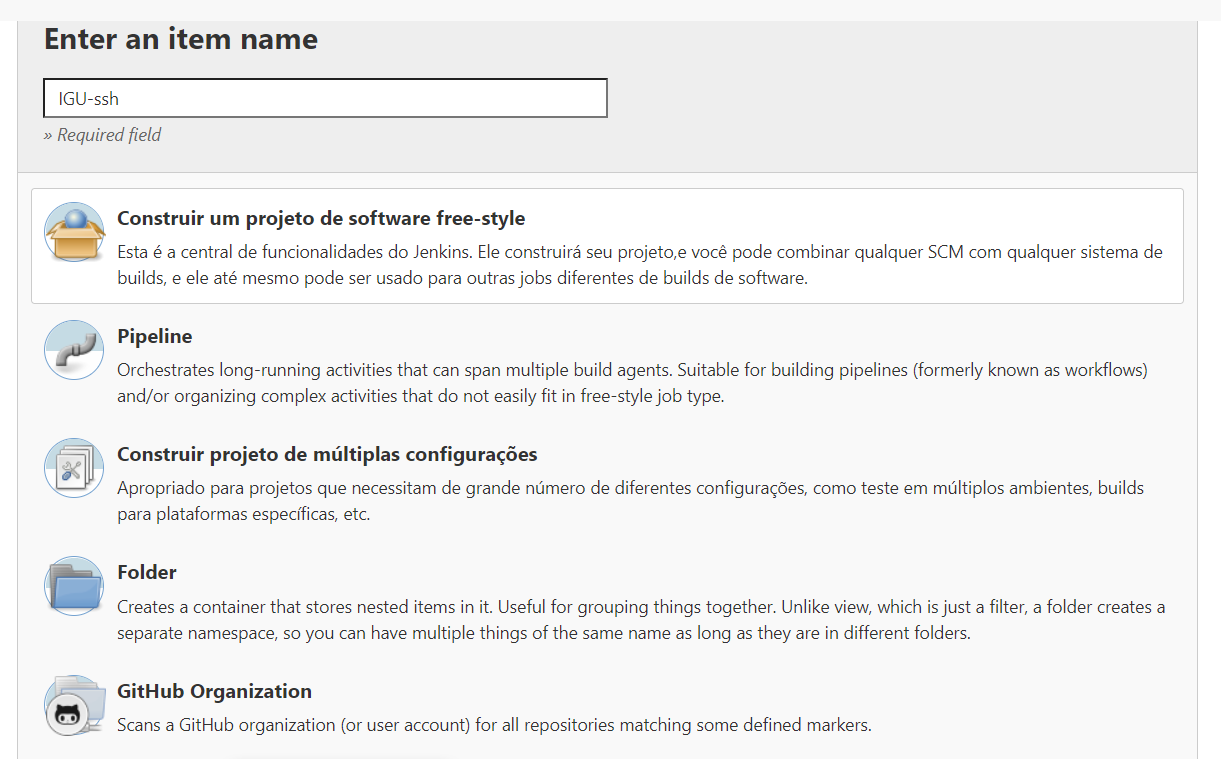 Enter an item name
IGU-ssh
» Required field
Construir um projeto de software free-style
Esta é a central de funcionalidades do Jenkins. Ele construirá seu projeto,e você pode combinar qualquer SCM com qualquer sistema de
builds, e ele até mesmo pode ser usado para outras jobs diferentes de builds de software.
Pipeline
Orchestrates long-running activities that can span multiple build agents. Suitable for building pipelines (formerly known as workflows)
and/or organizing complex activities that do not easily fit in free-style job type.
Construir projeto de múltiplas configurações
Apropriado para projetos que necessitam de grande número de diferentes configurações, como teste em múltiplos ambientes, builds
para plataformas específicas, etc.
Folder
Creates a container that stores nested items in it. Useful for grouping things together. Unlike view, which is just a filter, a folder creates a
separate namespace, so you can have multiple things of the same name as long as they are in different folders.
GitHub Organization
Scans a GitHub organization (or user account) for all repositories matching some defined markers.